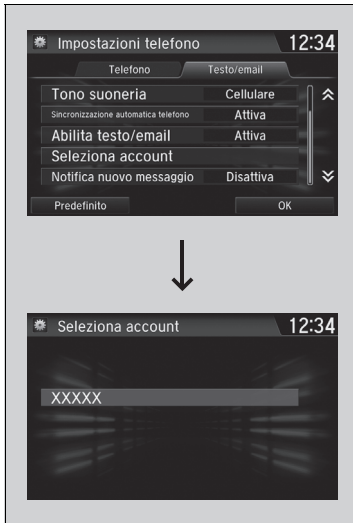 Impostazioni telefono 12:34
Telefono Testo/email
Tono suoneria Cellulare
Sincronizzazione automatica telefono Attiva
Abilita testo/email Attiva
Seleziona account
Notifica nuovo messaggio Disattiva
Predefinito OK
Seleziona account 12:34
XXXXX